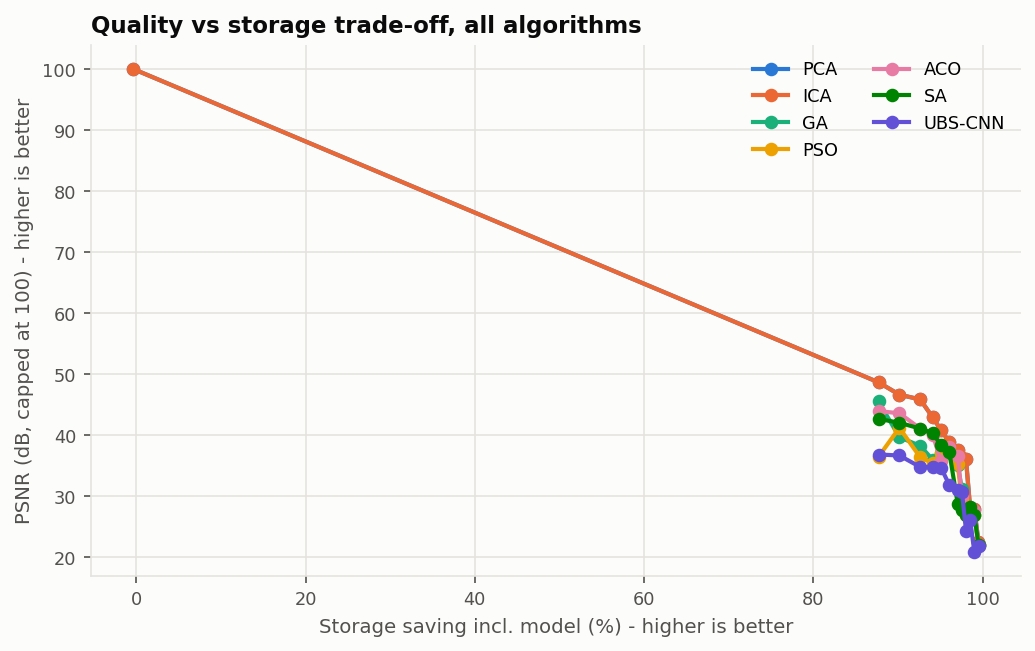 Quality vs storage trade-off, all algorithms
PSNR (dB, capped at 100) - higher is better
100
90
80
70
60
50
40
30
20
PCA
ICA
GA
PSO
ACO
SA
UBS-CNN
0
20
40
60
80
100
Storage saving incl. model (%) - higher is better